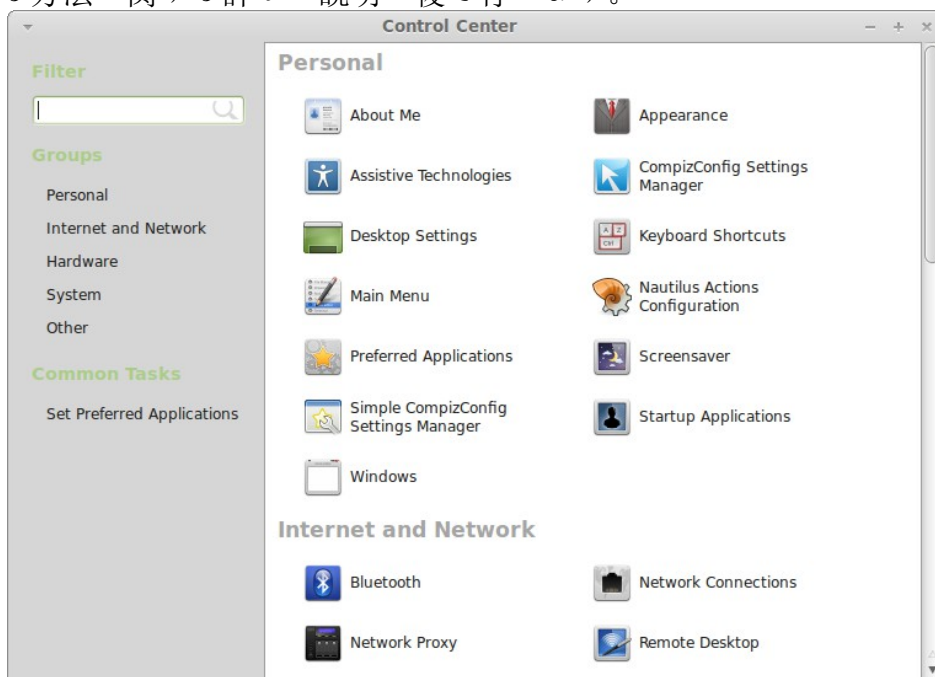 Control Center
Filter
Groups
Personal
Internet and Network
Hardware
System
Other
Common Tasks
Set Preferred Applications
Personal
About Me
Appearance
Assistive Technologies
CompizConfig Settings
Manager
Desktop Settings
Keyboard Shortcuts
Main Menu
Nautilus Actions
Configuration
Preferred Applications
Screensaver
Simple CompizConfig
Settings Manager
Startup Applications
Windows
Internet and Network
Bluetooth
Network Connections
Network Proxy
Remote Desktop